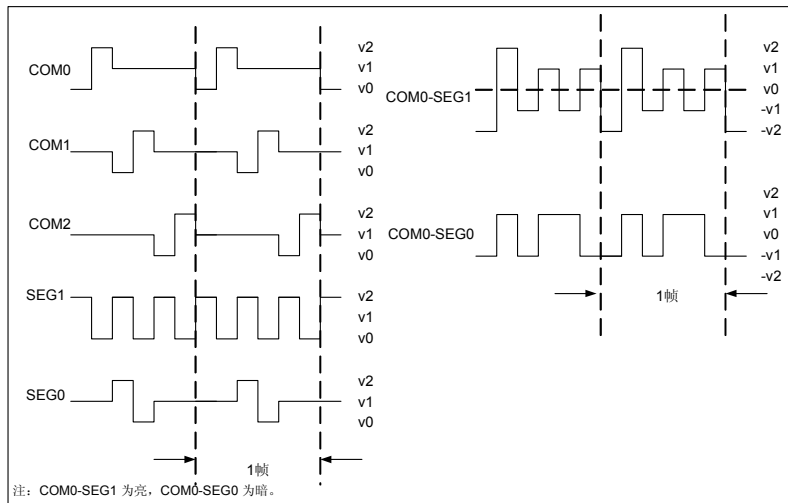 COM0
v2
v1
v0
COM1
v2
v1
v0
COM2
v2
v1
v0
SEG1
v2
v1
v0
SEG0
v2
v1
v0
1帧
COM0-SEG1
v2
v1
v0
-v1
-v2
COM0-SEG0
v2
v1
v0
-v1
-v2
1帧
注：COM0-SEG1 为亮，COM0-SEG0 为暗。